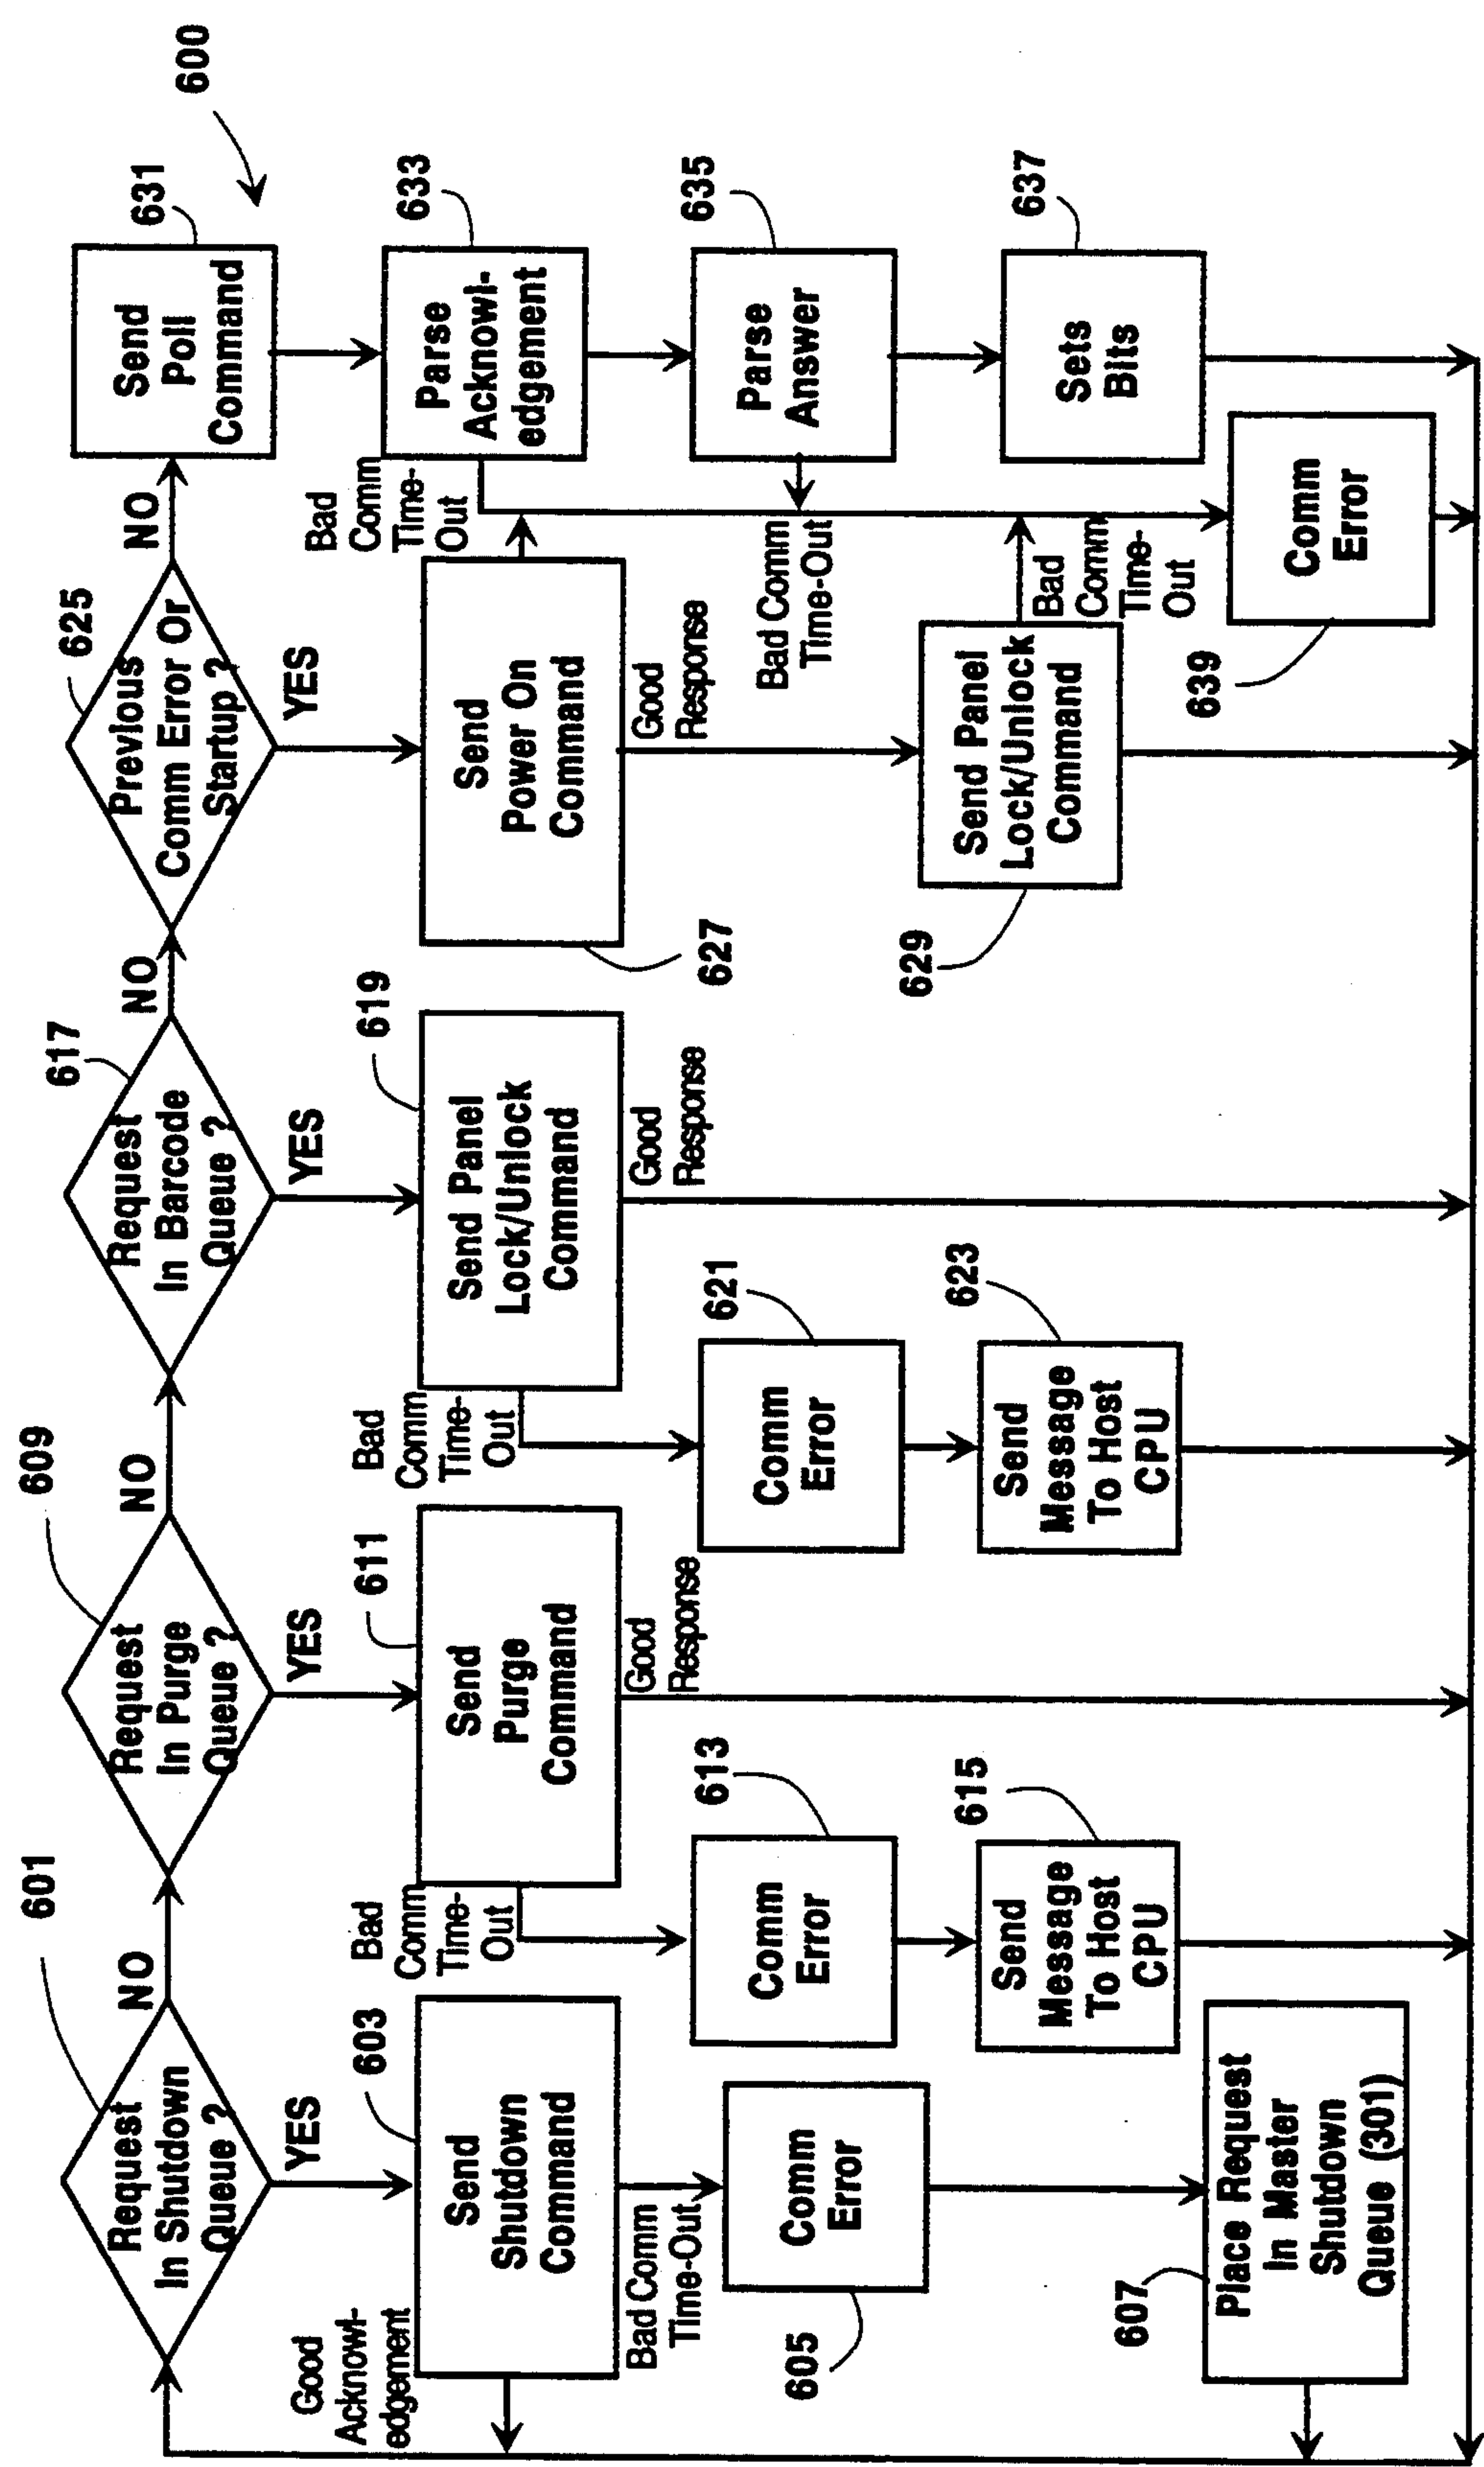 600
601
Request
In Shutdown
Queue ?
NO
YES
609
Request
In Purge
Queue ?
NO
YES
617
Request
In Barcode
Queue ?
NO
YES
625
Previous
Comm Error Or
Startup ?
NO
YES
631
Send
Poll
Command
Good
Acknowl-
edgement
603
Send
Shutdown
Command
Bad Comm
Time-Out
605
Comm
Error
607
Place Request
In Master
Shutdown
Queue (301)
611
Send
Purge
Command
Bad
Comm
Time-
Out
Good
Response
613
Comm
Error
615
Send
Message
To Host
CPU
619
Send Panel
Lock/Unlock
Command
Bad
Comm
Time-
Out
Good
Response
621
Comm
Error
623
Send
Message
To Host
CPU
627
Send
Power On
Command
Good
Response
629
Send Panel
Lock/Unlock
Command
Bad
Comm
Time-
Out
633
Parse
Acknowl-
edgement
Bad
Comm
Time-
Out
635
Parse
Answer
Bad Comm
Time-Out
637
Sets
Bits
639
Comm
Error